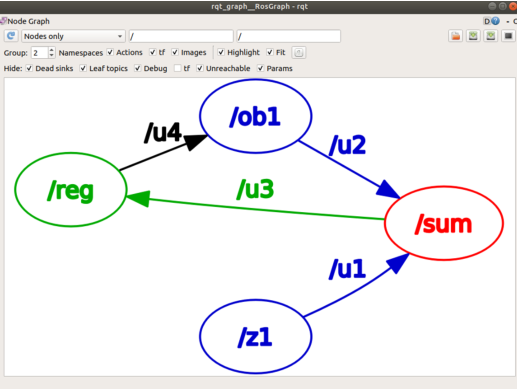 rqt_graph__RosGraph - rqt
Node Graph
D
Nodes only / /
Group: 2 Namespaces Actions tf Images Highlight Fit
Hide: Dead sinks Leaf topics Debug tf Unreachable Params
/ob1
/u4
/u2
/reg
/u3
/sum
/u1
/z1